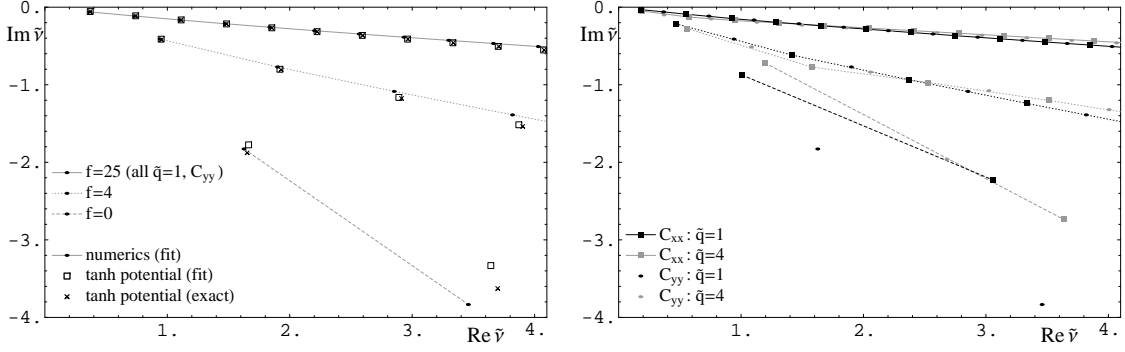 0.
Im ν̃
-1.
-2.
f=25 (all q̃=1, C_yy)
f=4
f=0
-3.
numerics (fit)
tanh potential (fit)
tanh potential (exact)
-4.
1. 2. 3. 4.
Re ν̃
0.
Im ν̃
-1.
-2.
-3.
C_xx: q̃=1
C_xx: q̃=4
C_yy: q̃=1
C_yy: q̃=4
-4.
1. 2. 3. 4.
Re ν̃